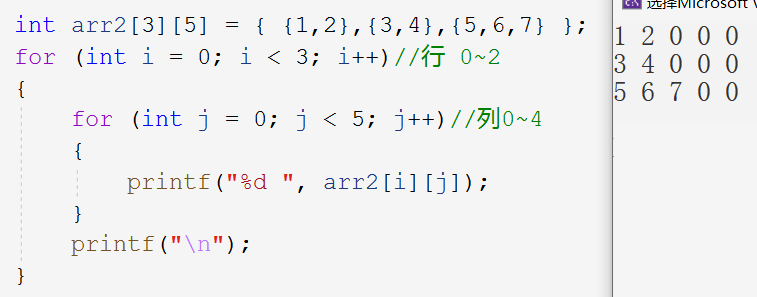 int arr2[3][5] = { {1,2},{3,4},{5,6,7} };
for (int i = 0; i < 3; i++)//行 0~2
{
for (int j = 0; j < 5; j++)//列0~4
{
printf("%d ", arr2[i][j]);
}
printf("\n");
}
选择Microsoft V
1 2 0 0 0
3 4 0 0 0
5 6 7 0 0